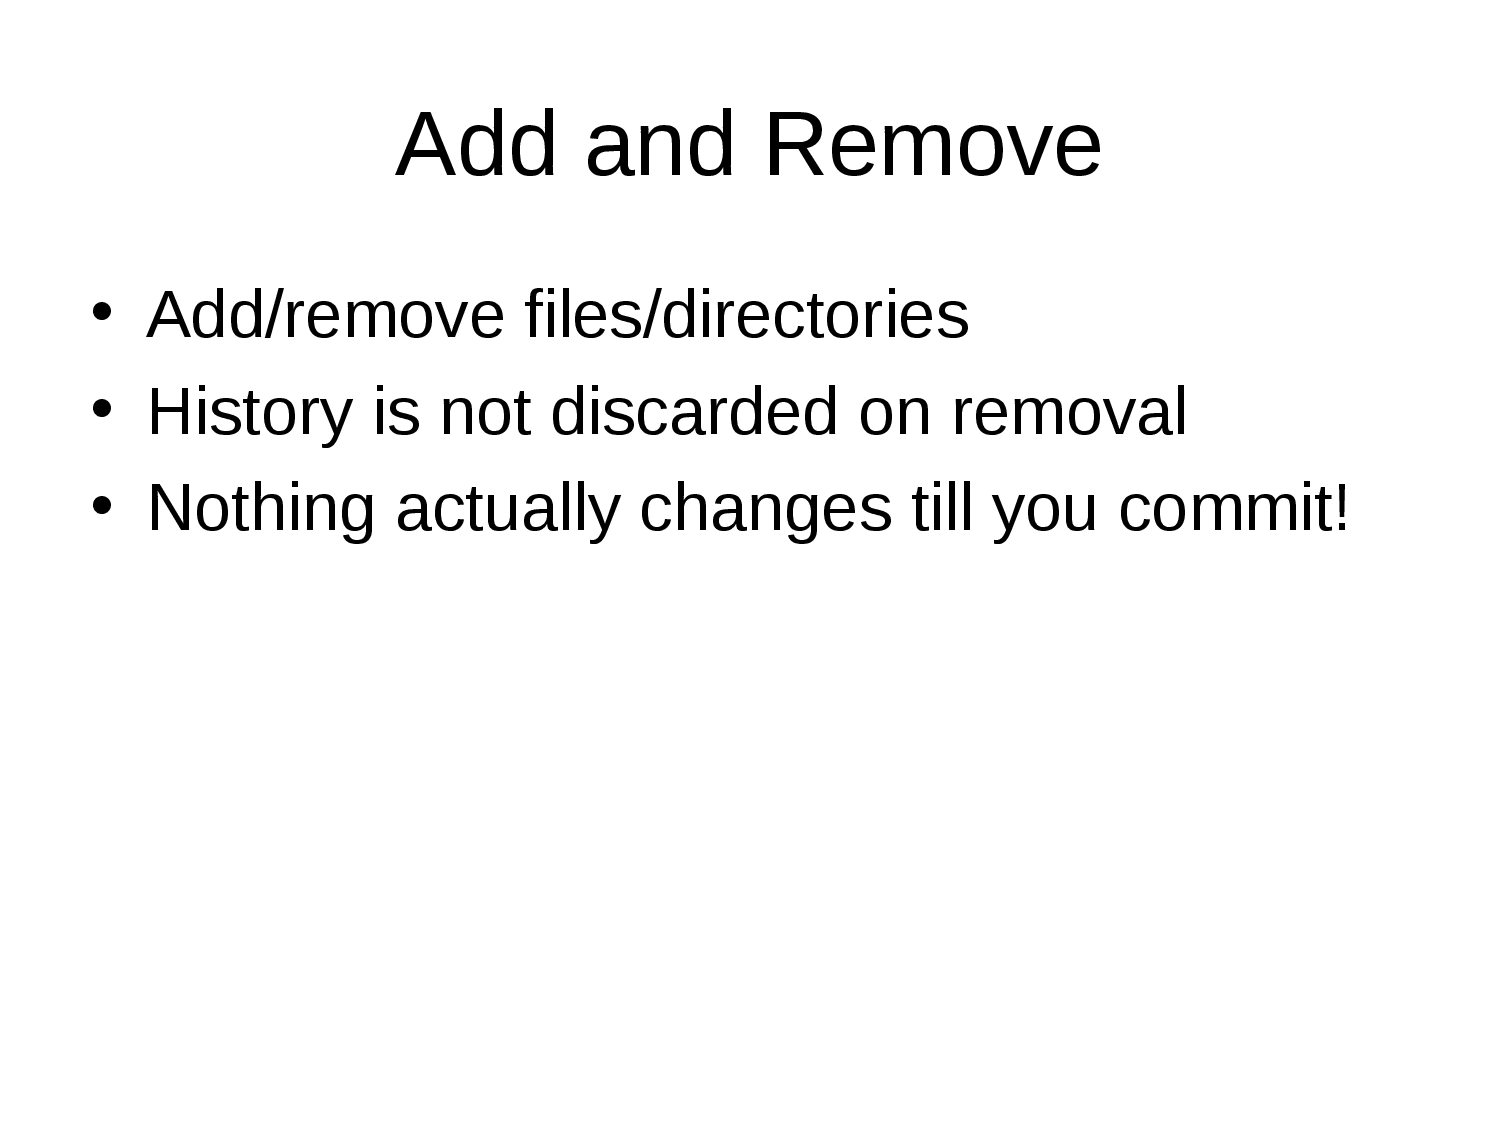 Add and Remove
• Add/remove files/directories
• History is not discarded on removal
• Nothing actually changes till you commit!